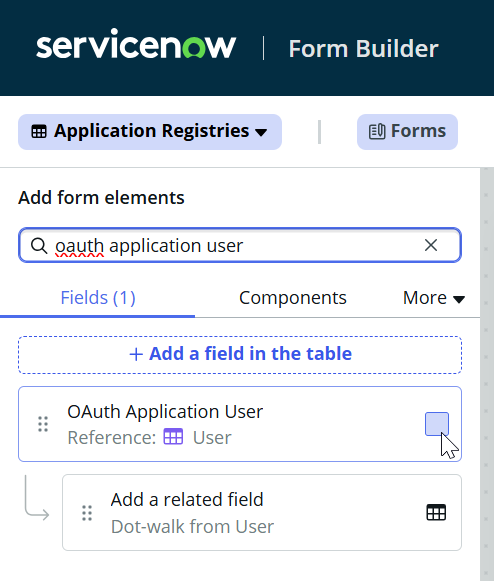 servicenow Form Builder
Application Registries Forms
Add form elements
oauth application user
Fields (1) Components More
+ Add a field in the table
OAuth Application User
Reference: User
Add a related field
Dot-walk from User